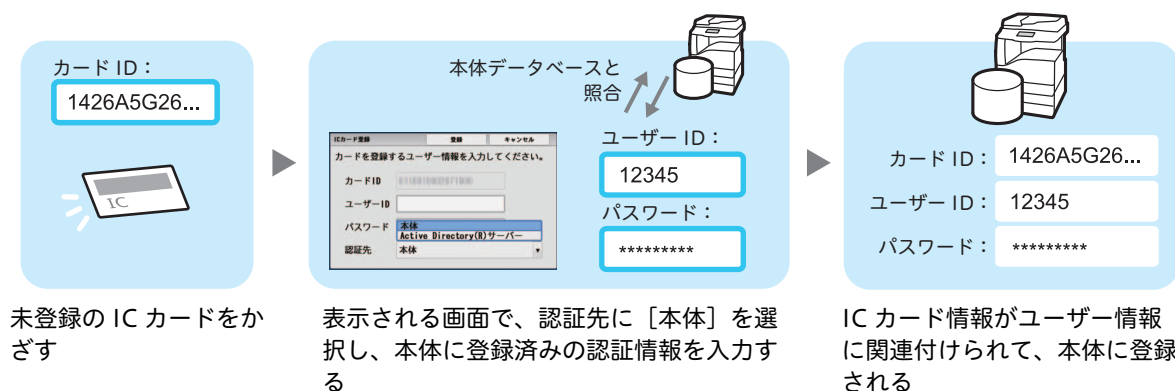 カード ID：
1426A5G26...
IC
未登録の IC カードをか
ざす
本体データベースと
照合
ICカード登録
登録
キャンセル
カードを登録するユーザー情報を入力してください。
カードID
ユーザーID
パスワード
本体
Active Directory(R)サーバー
認証先
本体
ユーザー ID：
12345
パスワード：
*********
表示される画面で、認証先に［本体］を選
択し、本体に登録済みの認証情報を入力す
る
カード ID： 1426A5G26...
ユーザー ID： 12345
パスワード： *********
IC カード情報がユーザー情報
に関連付けられて、本体に登録
される